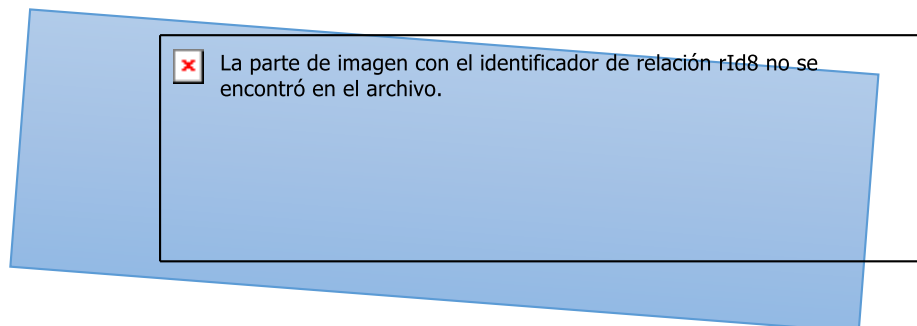 La parte de imagen con el identificador de relación rId8 no se
encontró en el archivo.